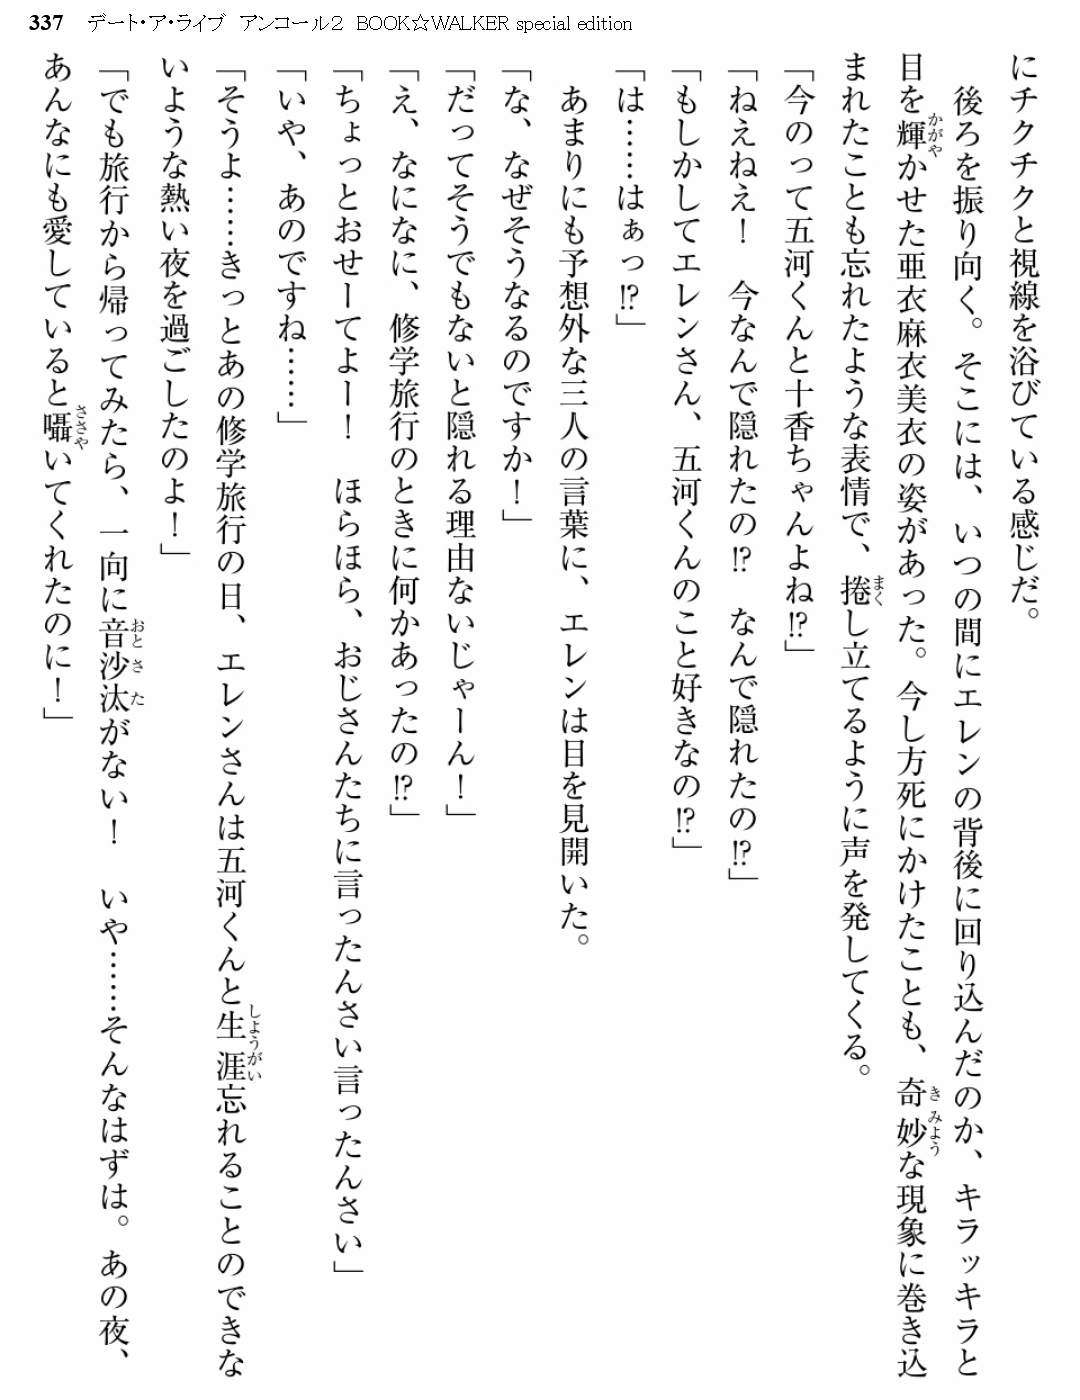 337 デート・ア・ライブ アンコール2 BOOK☆WALKER special edition
にチクチクと視線を浴びている感じだ。
　後ろを振り向く。そこには、いつの間にエレンの背後に回り込んだのか、キラッキラと
目を輝かせた亜衣麻衣美衣の姿があった。今し方死にかけたことも、奇妙な現象に巻き込
まれたことも忘れたような表情で、捲し立てるように声を発してくる。
「今のって五河くんと十香ちゃんよね⁉」
「ねえねえ！　今なんで隠れたの⁉　なんで隠れたの⁉」
「もしかしてエレンさん、五河くんのこと好きなの⁉」
「は……はぁっ⁉」
　あまりにも予想外な三人の言葉に、エレンは目を見開いた。
「な、なぜそうなるのですか！」
「だってそうでもないと隠れる理由ないじゃーん！」
「え、なになに、修学旅行のときに何かあったの⁉」
「ちょっとおせーてよー！　ほらほら、おじさんたちに言ったんさい言ったんさい」
「いや、あのですね……」
「そうよ……きっとあの修学旅行の日、エレンさんは五河くんと生涯忘れることのできな
いような熱い夜を過ごしたのよ！」
「でも旅行から帰ってみたら、一向に音沙汰がない！　いや……そんなはずは。あの夜、
あんなにも愛していると囁いてくれたのに！」